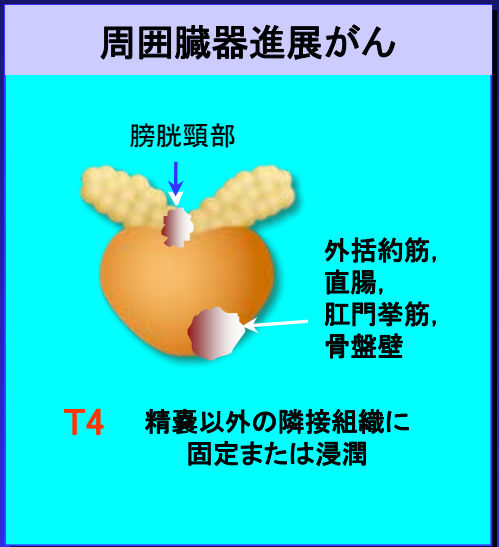 周囲臓器進展がん
膀胱頸部
外括約筋,
直腸,
肛門挙筋,
骨盤壁
T4
精嚢以外の隣接組織に
固定または浸潤